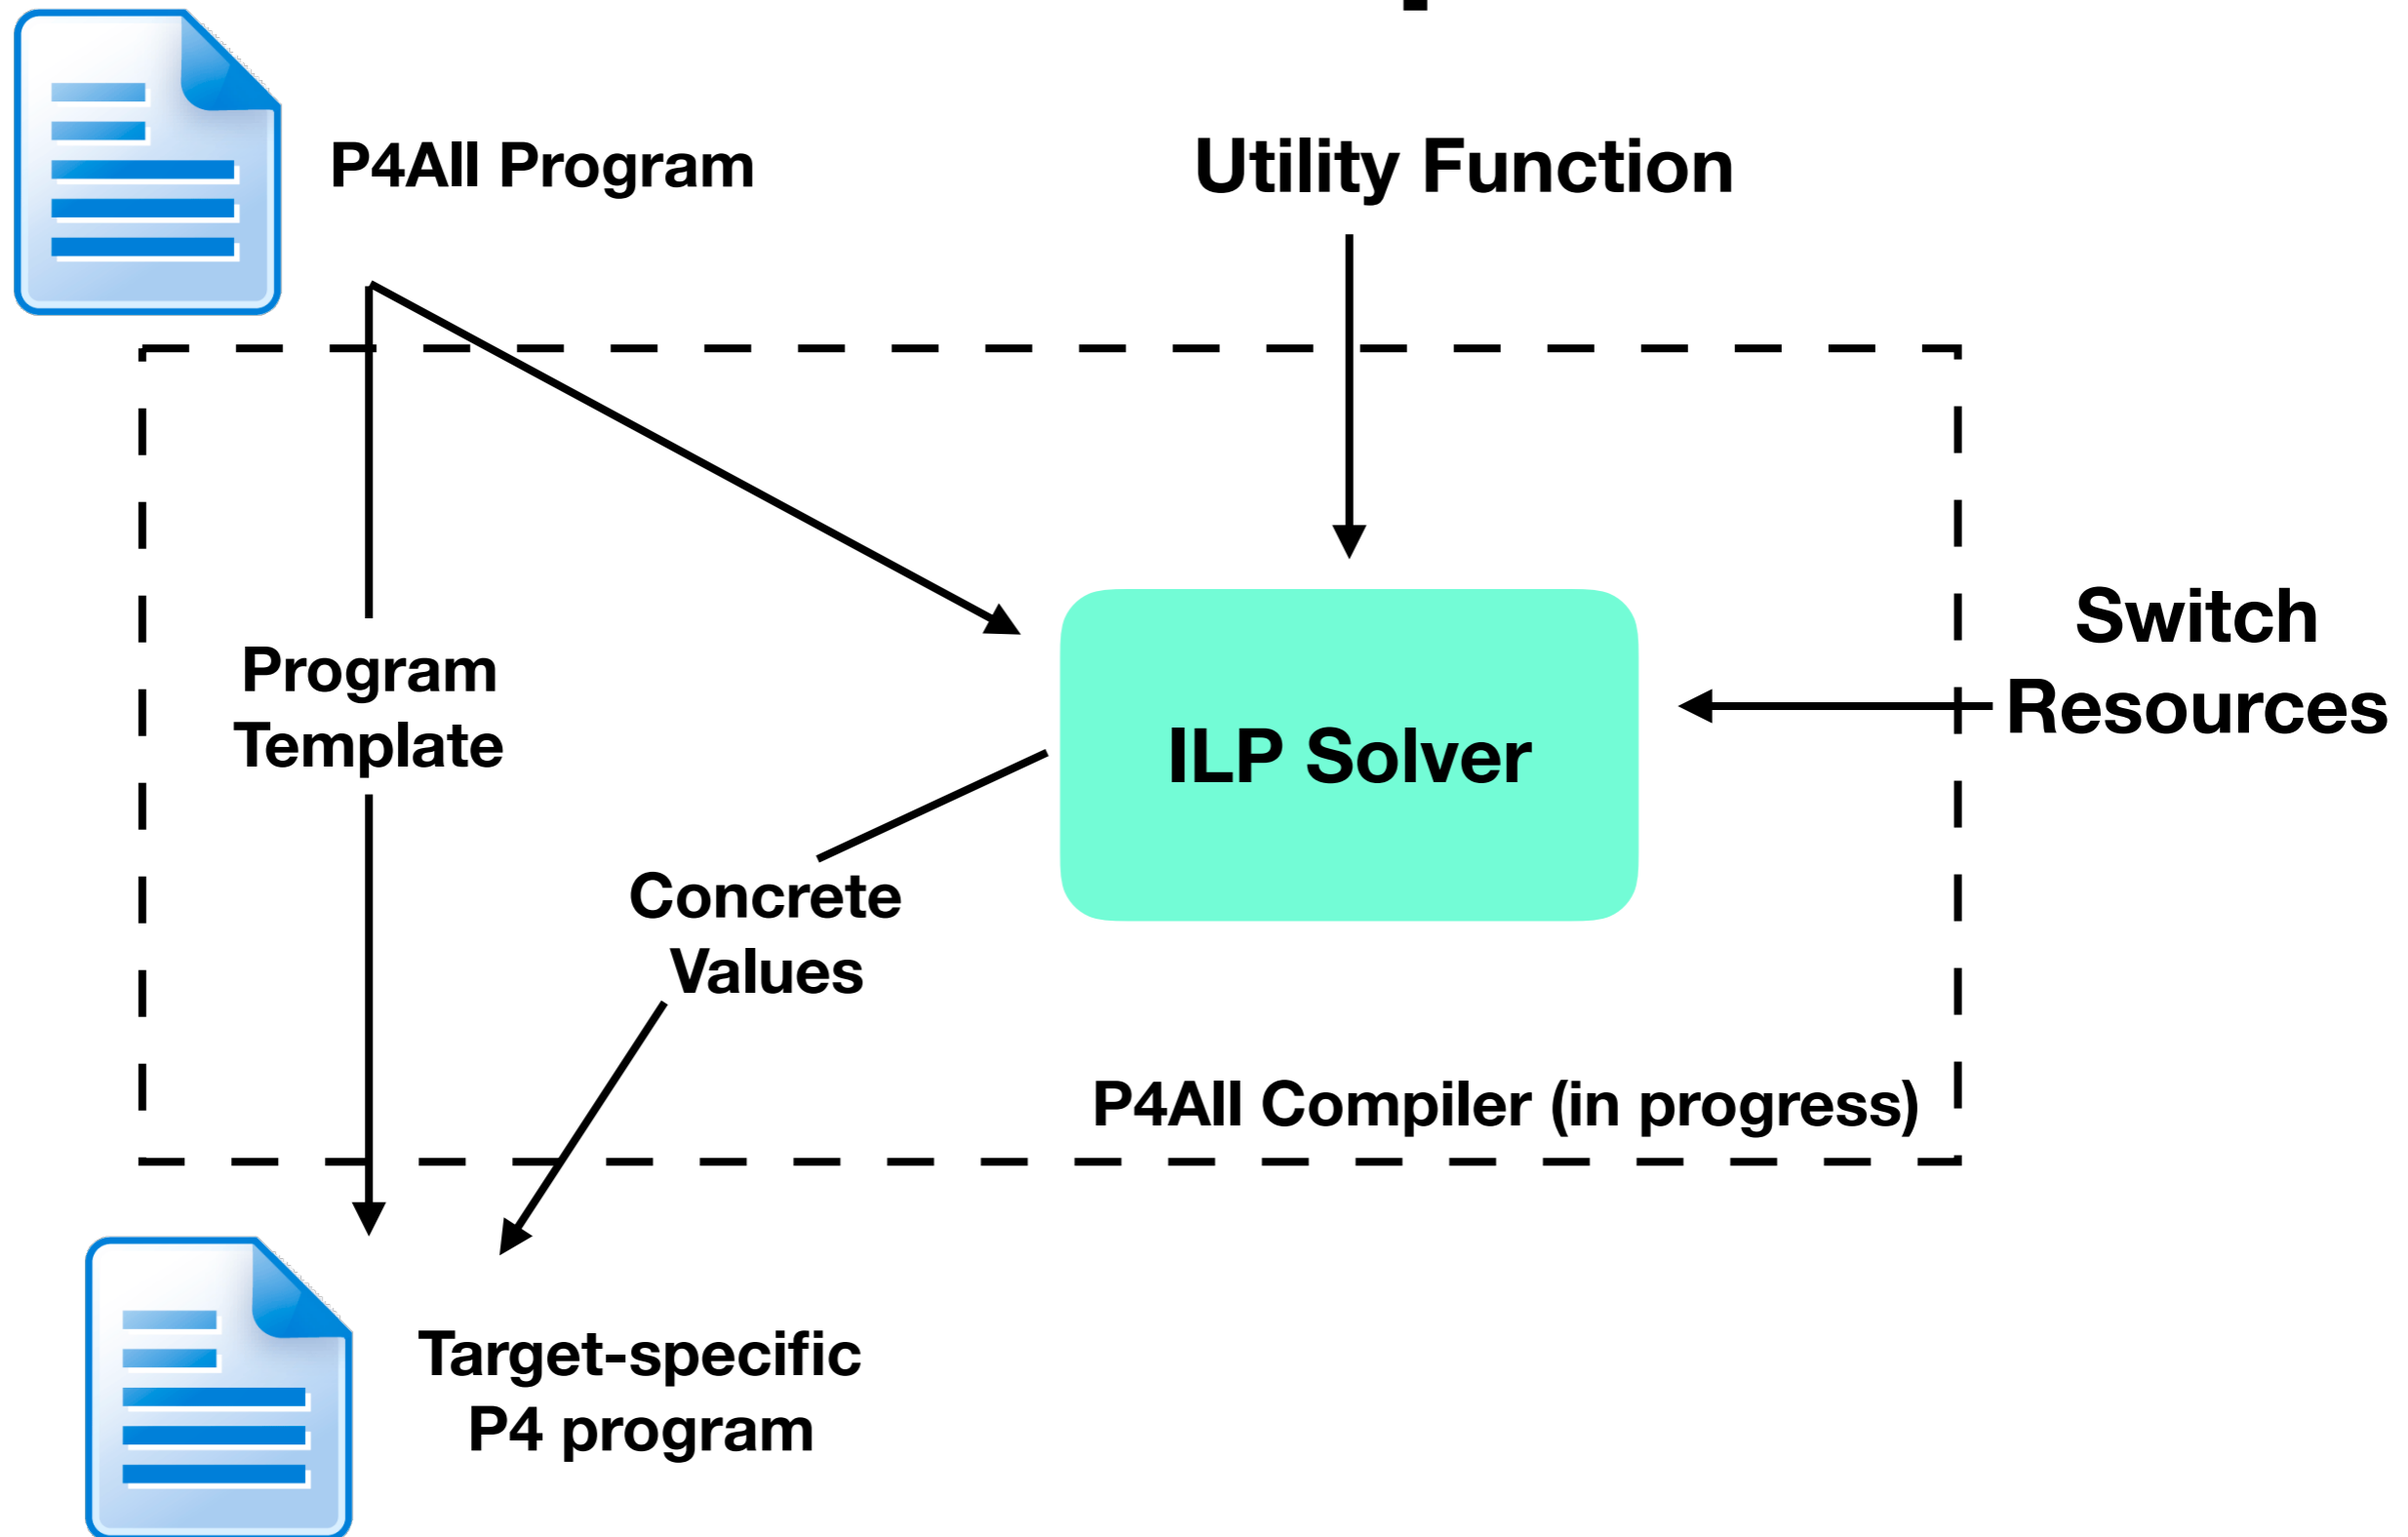 P4All Program
Utility Function
Switch
Resources
Program
Template
ILP Solver
Concrete
Values
P4All Compiler (in progress)
Target-specific
P4 program